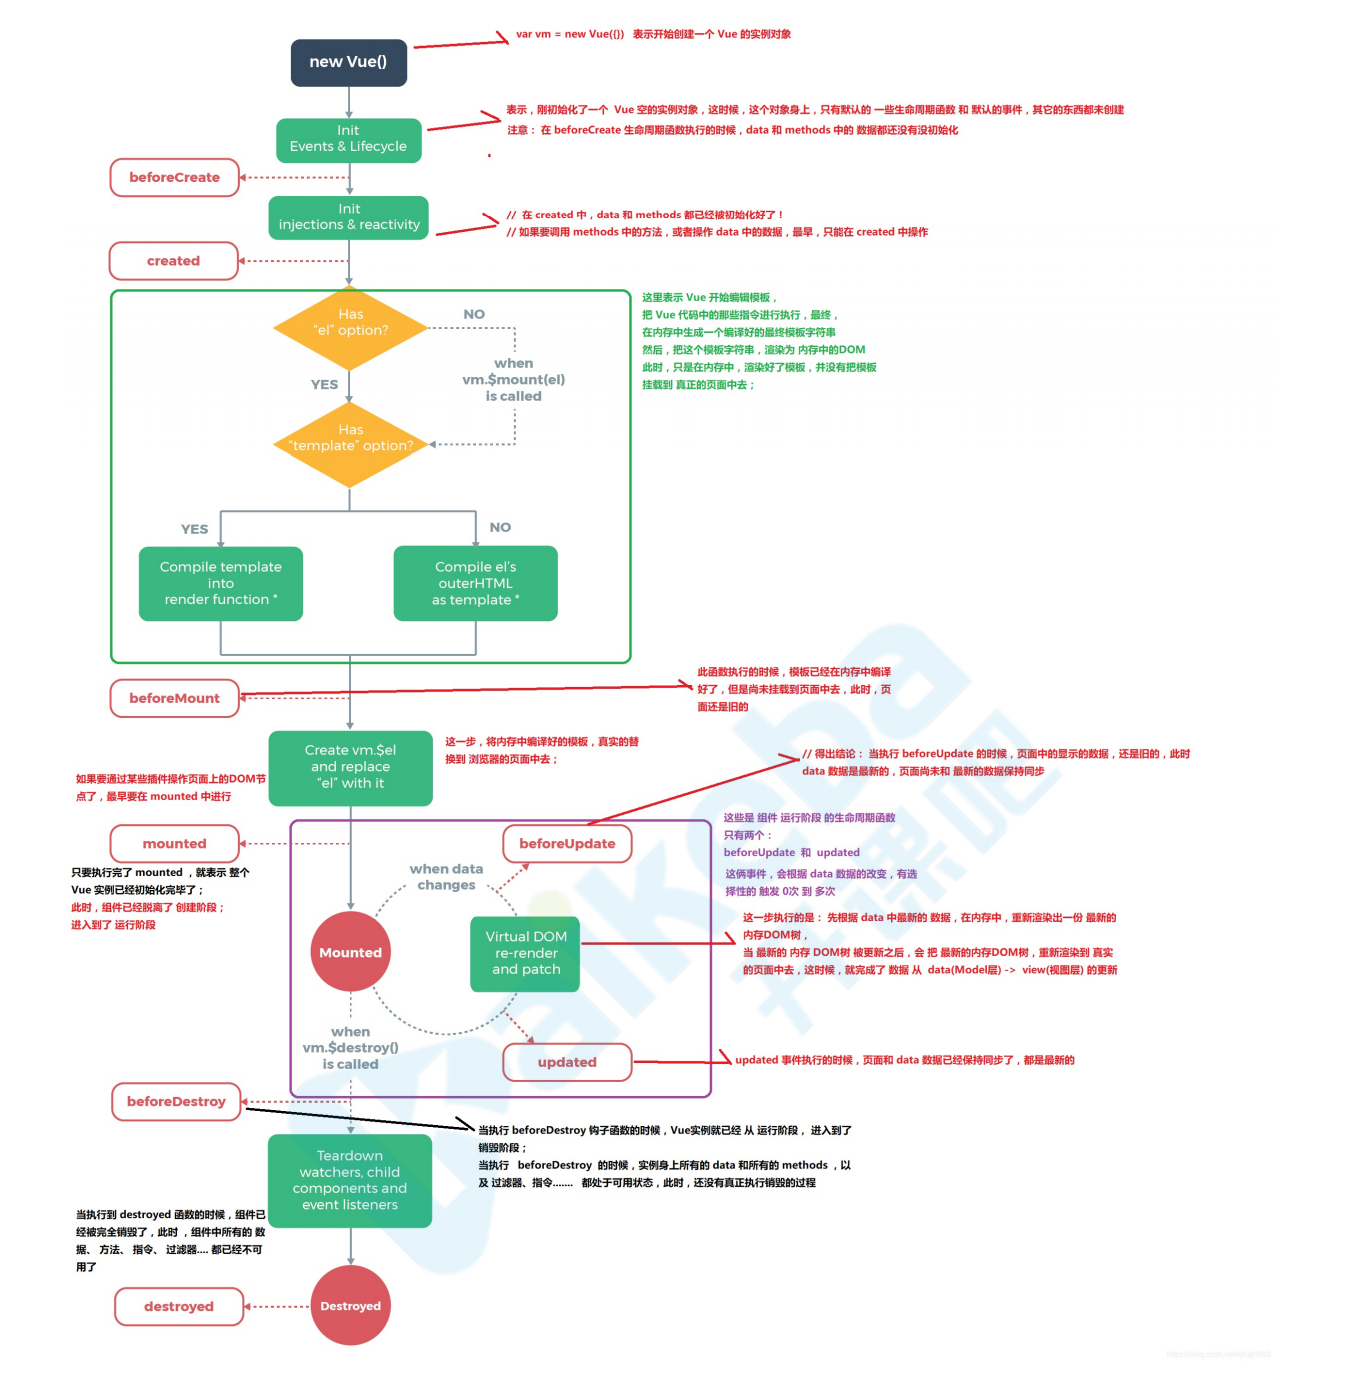 var vm = new Vue({}) 表示开始创建一个 Vue 的实例对象
new Vue()
表示，刚初始化了一个 Vue 空的实例对象，这时候，这个对象身上，只有默认的 一些生命周期函数 和 默认的事件，其它的东西都未创建
注意： 在 beforeCreate 生命周期函数执行的时候，data 和 methods 中的 数据都还没有没初始化
Init
Events & Lifecycle
beforeCreate
Init
injections & reactivity
// 在 created 中，data 和 methods 都已经被初始化好了！
// 如果要调用 methods 中的方法，或者操作 data 中的数据，最早，只能在 created 中操作
created
这里表示 Vue 开始编辑模板，
把 Vue 代码中的那些指令进行执行，最终，
在内存中生成一个编译好的最终模板字符串
然后，把这个模板字符串，渲染为 内存中的DOM
此时，只是在内存中，渲染好了模板，并没有把模板
挂载到 真正的页面中去；
Has
"el" option?
NO
when
vm.$mount(el)
is called
YES
Has
"template" option?
YES
NO
Compile template
into
render function *
Compile el's
outerHTML
as template *
beforeMount
此函数执行的时候，模板已经在内存中编译
好了，但是尚未挂载到页面中去，此时，页
面还是旧的
Create vm.$el
and replace
"el" with it
这一步，将内存中编译好的模板，真实的替
换到 浏览器的页面中去；
// 得出结论： 当执行 beforeUpdate 的时候，页面中的显示的数据，还是旧的，此时
data 数据是最新的，页面尚未和 最新的数据保持同步
如果要通过某些插件操作页面上的DOM节
点了，最早要在 mounted 中进行
mounted
只要执行完了 mounted ，就表示 整个
Vue 实例已经初始化完毕了；
此时，组件已经脱离了 创建阶段；
进入到了 运行阶段
beforeUpdate
when data
changes
这些是 组件 运行阶段 的生命周期函数
只有两个：
beforeUpdate 和 updated
这俩事件，会根据 data 数据的改变，有选
择性的 触发 0次 到 多次
Mounted
Virtual DOM
re-render
and patch
这一步执行的是： 先根据 data 中最新的 数据，在内存中，重新渲染出一份 最新的
内存DOM树，
当 最新的 内存 DOM树 被更新之后，会 把 最新的内存DOM树，重新渲染到 真实
的页面中去，这时候，就完成了 数据 从 data(Model层) -> view(视图层) 的更新
when
vm.$destroy()
is called
updated
updated 事件执行的时候，页面和 data 数据已经保持同步了，都是最新的
beforeDestroy
当执行 beforeDestroy 钩子函数的时候，Vue实例就已经 从 运行阶段， 进入到了
销毁阶段；
当执行 beforeDestroy 的时候，实例身上所有的 data 和所有的 methods ，以
及 过滤器、指令....... 都处于可用状态，此时，还没有真正执行销毁的过程
Teardown
watchers, child
components and
event listeners
当执行到 destroyed 函数的时候，组件已
经被完全销毁了，此时 ，组件中所有的 数
据、 方法、 指令、 过滤器.... 都已经不可
用了
destroyed
Destroyed
Kaikeba
开课吧